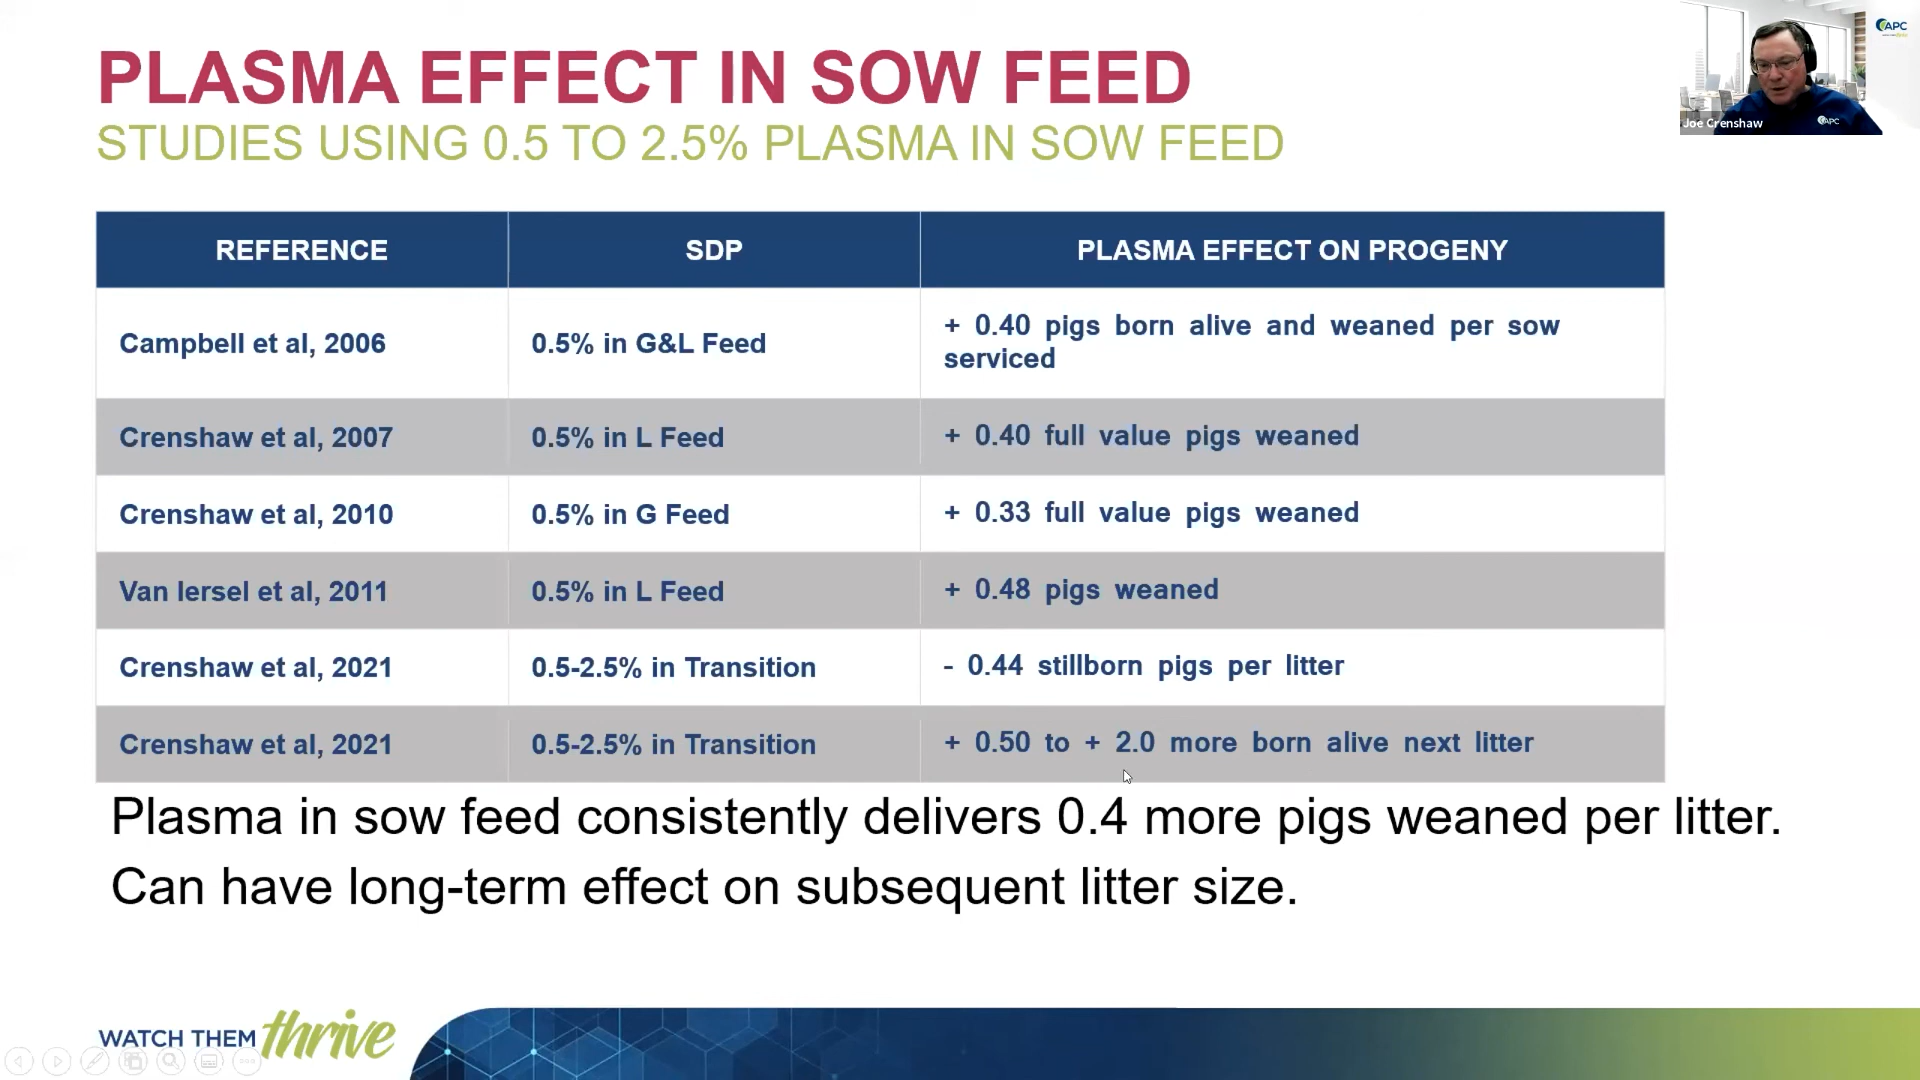 PLASMA EFFECT IN SOW FEED
STUDIES USING 0.5 TO 2.5% PLASMA IN SOW FEED
APC
Joe Crenshaw
APC
REFERENCE SDP PLASMA EFFECT ON PROGENY
Campbell et al, 2006 0.5% in G&L Feed + 0.40 pigs born alive and weaned per sow
serviced
Crenshaw et al, 2007 0.5% in L Feed + 0.40 full value pigs weaned
Crenshaw et al, 2010 0.5% in G Feed + 0.33 full value pigs weaned
Van Iersel et al, 2011 0.5% in L Feed + 0.48 pigs weaned
Crenshaw et al, 2021 0.5-2.5% in Transition - 0.44 stillborn pigs per litter
Crenshaw et al, 2021 0.5-2.5% in Transition + 0.50 to + 2.0 more born alive next litter
Plasma in sow feed consistently delivers 0.4 more pigs weaned per litter.
Can have long-term effect on subsequent litter size.
WATCH THEM thrive